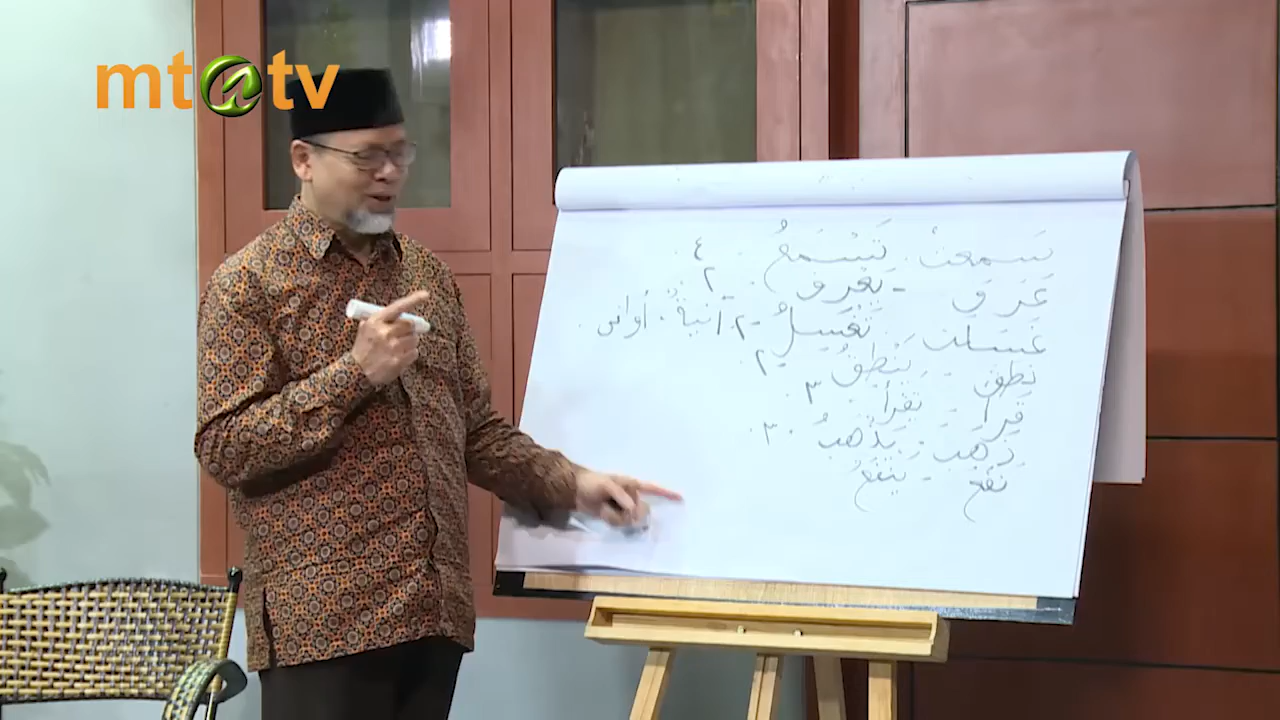 mt@tv
سَمِعَتْ . تَسْمَعُ . ٤
عَرَفَ - يَعْرِفُ . ٢
غَسَلَتْ - تَغْسِلُ - ٢. آنِيَةٌ . أَوَانٍ .
نَطَقَ - يَنْطِقُ . ٢
قَرَأَ - يَقْرَأُ . ٣
ذَهَبَ - يَذْهَبُ . ٣
نَفَعَ - يَنْفَعُ